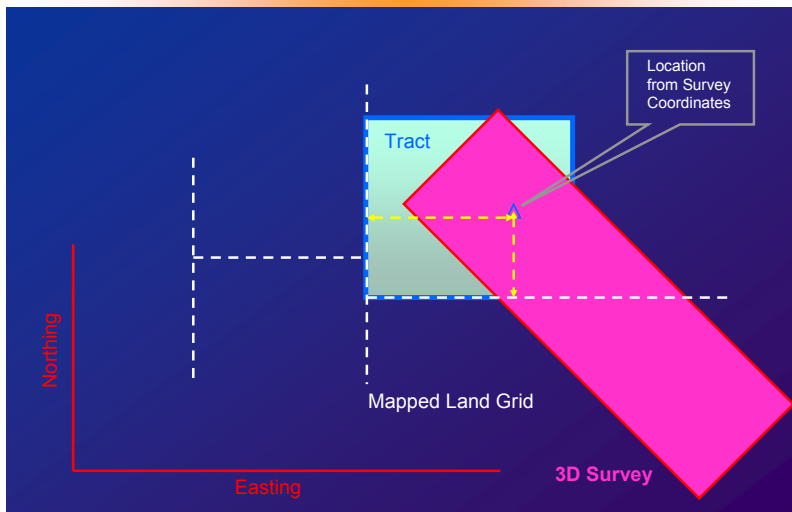 Location
from Survey
Coordinates
Tract
Northing
Mapped Land Grid
3D Survey
Easting